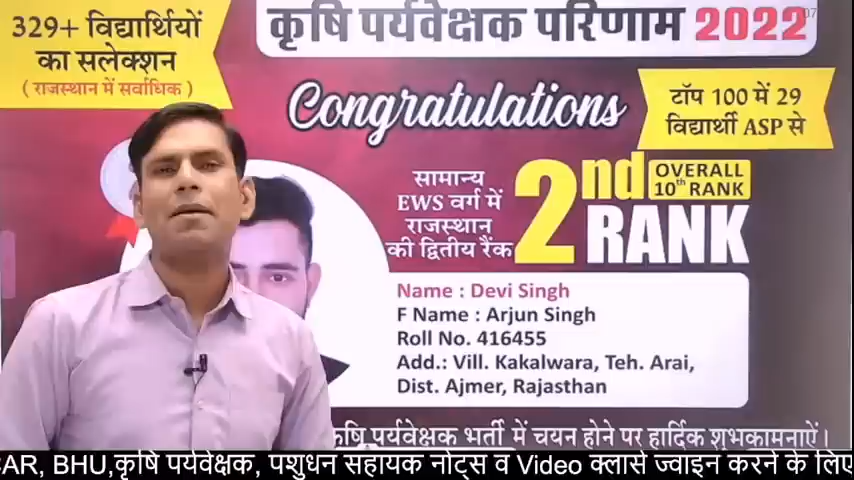 329+ विद्यार्थियों
का सलेक्शन
( राजस्थान में सर्वाधिक )
कृषि पर्यवेक्षक परिणाम 2022
Congratulations
टॉप 100 में 29
विद्यार्थी ASP से
सामान्य
EWS वर्ग में
राजस्थान
की द्वितीय रैंक
2nd RANK
OVERALL
10th RANK
Name : Devi Singh
F Name : Arjun Singh
Roll No. 416455
Add.: Vill. Kakalwara, Teh. Arai,
Dist. Ajmer, Rajasthan
कृषि पर्यवेक्षक भर्ती में चयन होने पर हार्दिक शुभकामनाएें।
CAR, BHU,कृषि पर्यवेक्षक, पशुधन सहायक नोट्स व Video क्लासे ज्वाइन करने के लिए